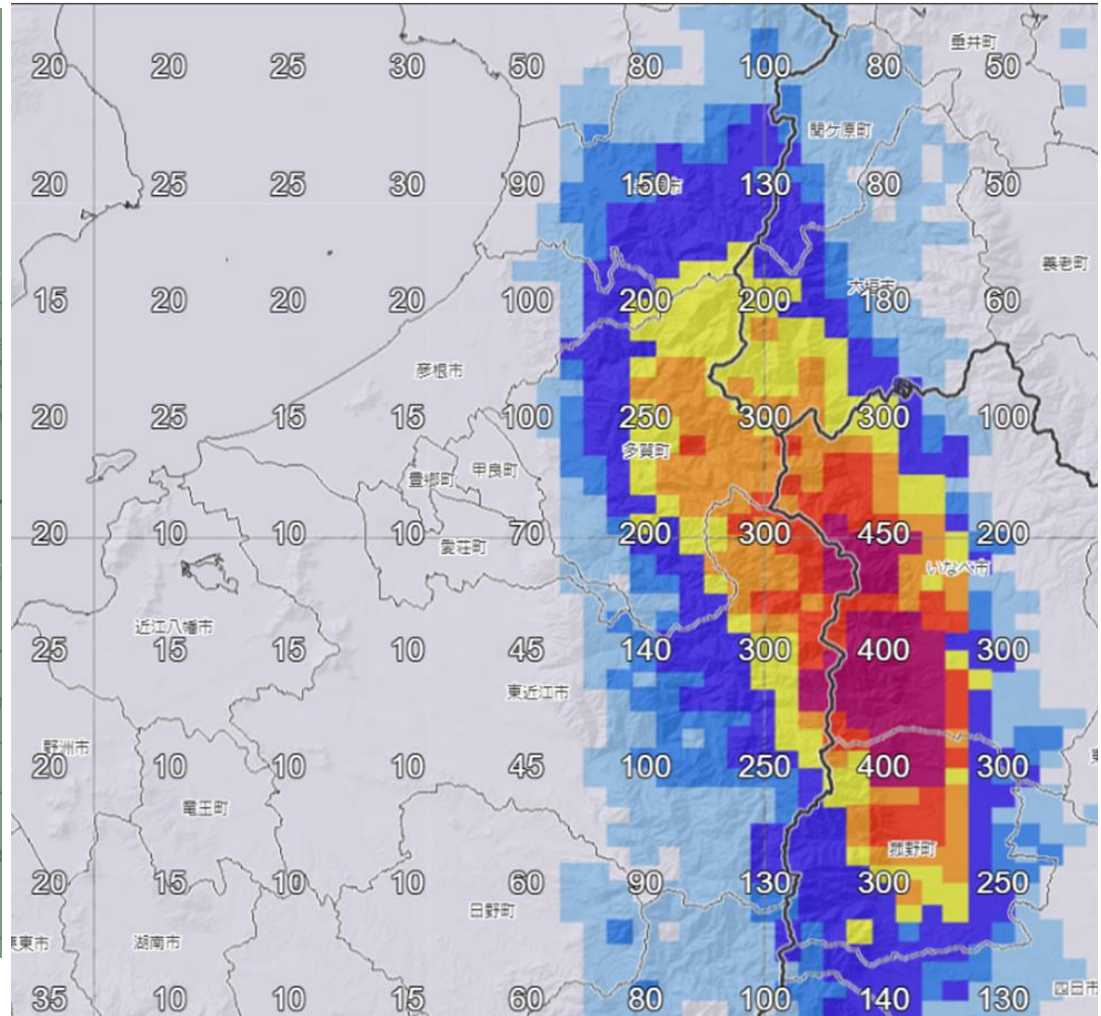 垂井町
20 20 25 30 50 80 100 80 50
関ケ原町
20 25 25 30 90 150 130 80 50
養老町
大垣市
15 20 20 20 100 200 200 180 60
彦根市
20 25 15 15 100 250 300 300 100
多賀町
甲良町
豊郷町
20 10 10 10 70 200 300 450 200
愛荘町
いなべ市
近江八幡市
25 15 15 10 45 140 300 400 300
東近江市
野洲市
20 10 10 10 45 100 250 400 300
竜王町
菰野町
20 15 10 10 60 90 130 300 250
日野町
湖南市
四日市
35 10 10 15 60 80 100 140 130